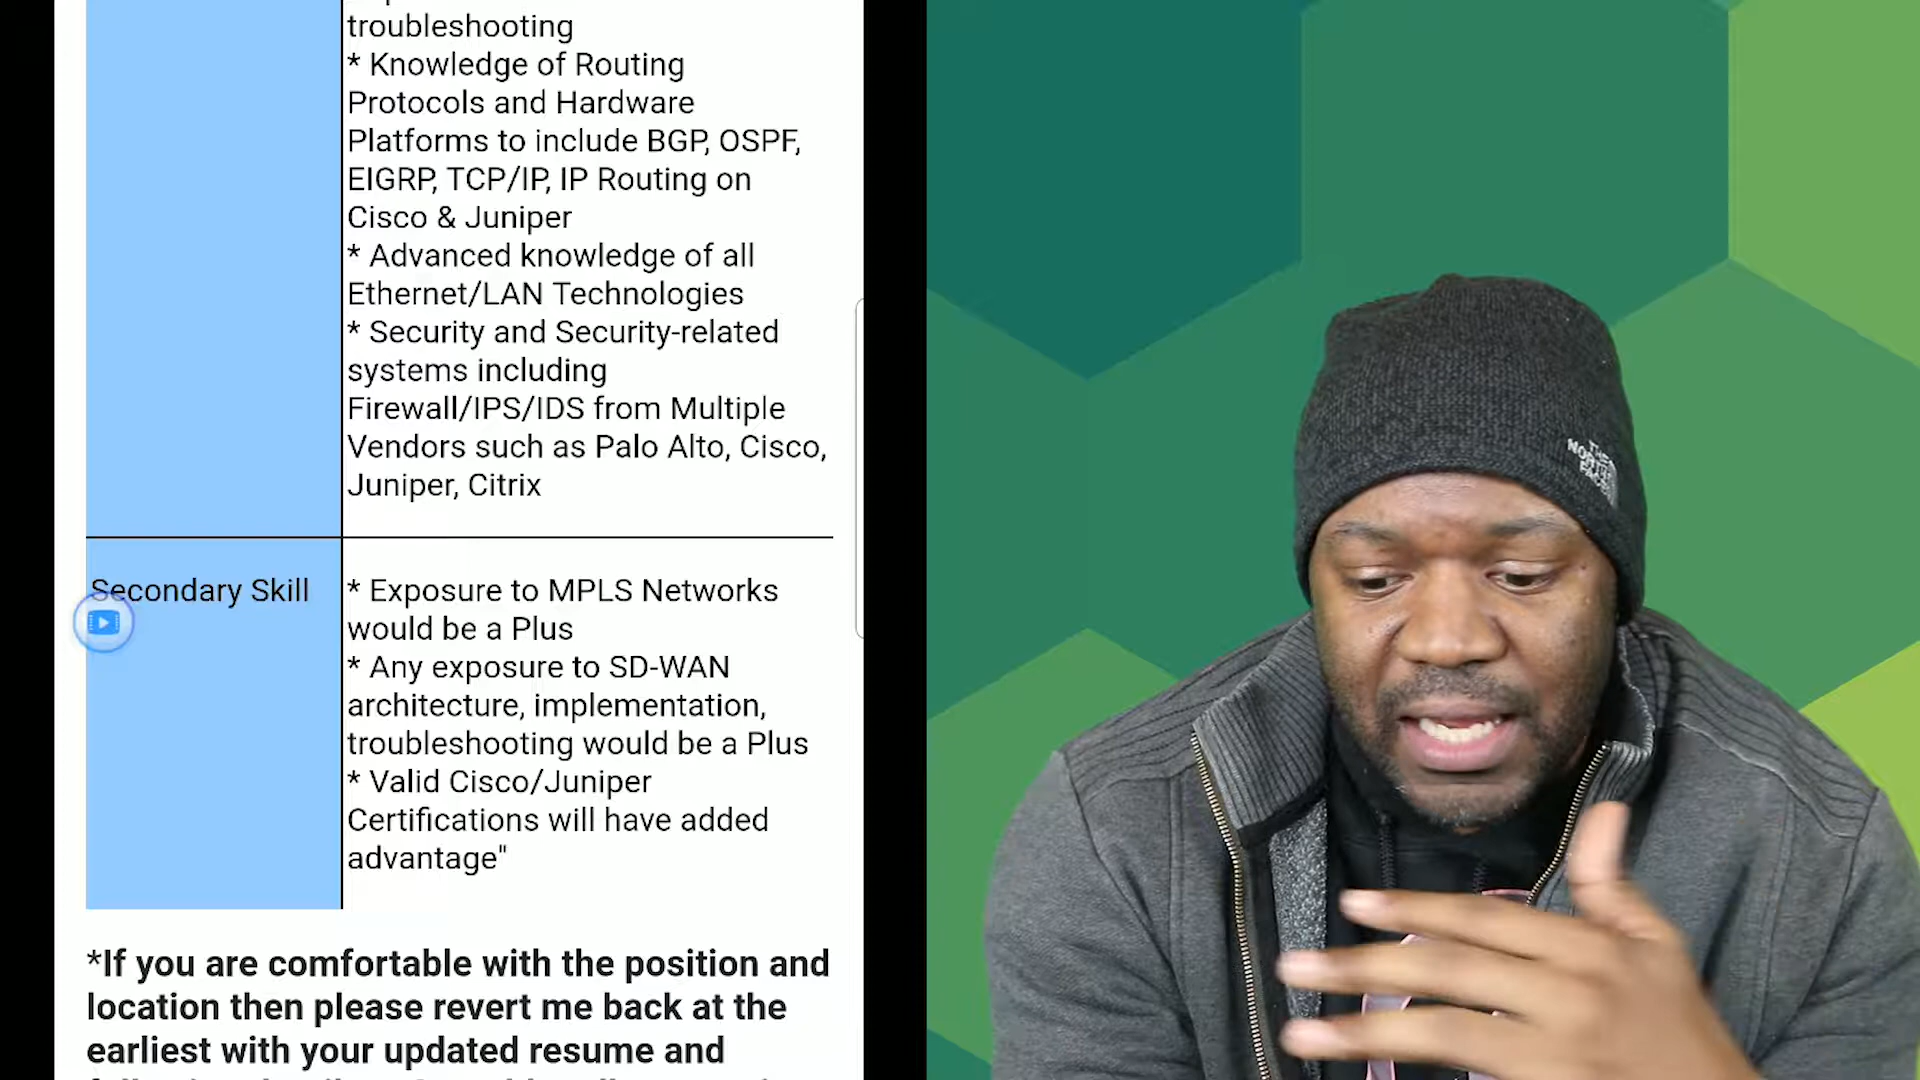 troubleshooting
* Knowledge of Routing
Protocols and Hardware
Platforms to include BGP, OSPF,
EIGRP, TCP/IP, IP Routing on
Cisco & Juniper
* Advanced knowledge of all
Ethernet/LAN Technologies
* Security and Security-related
systems including
Firewall/IPS/IDS from Multiple
Vendors such as Palo Alto, Cisco,
Juniper, Citrix
Secondary Skill
* Exposure to MPLS Networks
would be a Plus
* Any exposure to SD-WAN
architecture, implementation,
troubleshooting would be a Plus
* Valid Cisco/Juniper
Certifications will have added
advantage"
*If you are comfortable with the position and
location then please revert me back at the
earliest with your updated resume and
THE
NORTH
FACE